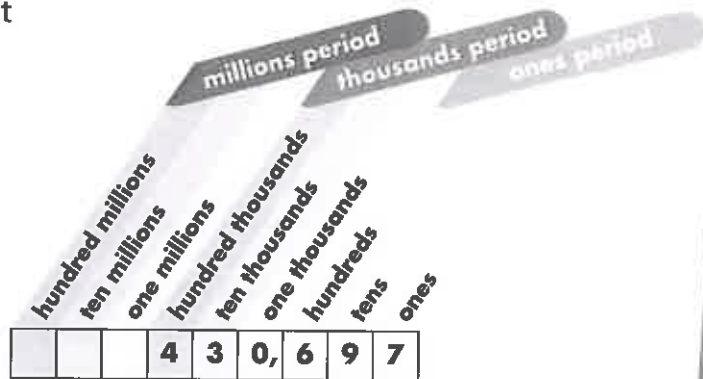 t
millions period
thousands period
ones period
hundred millions
ten millions
one millions
hundred thousands
ten thousands
one thousands
hundreds
tens
ones
4 3 0, 6 9 7